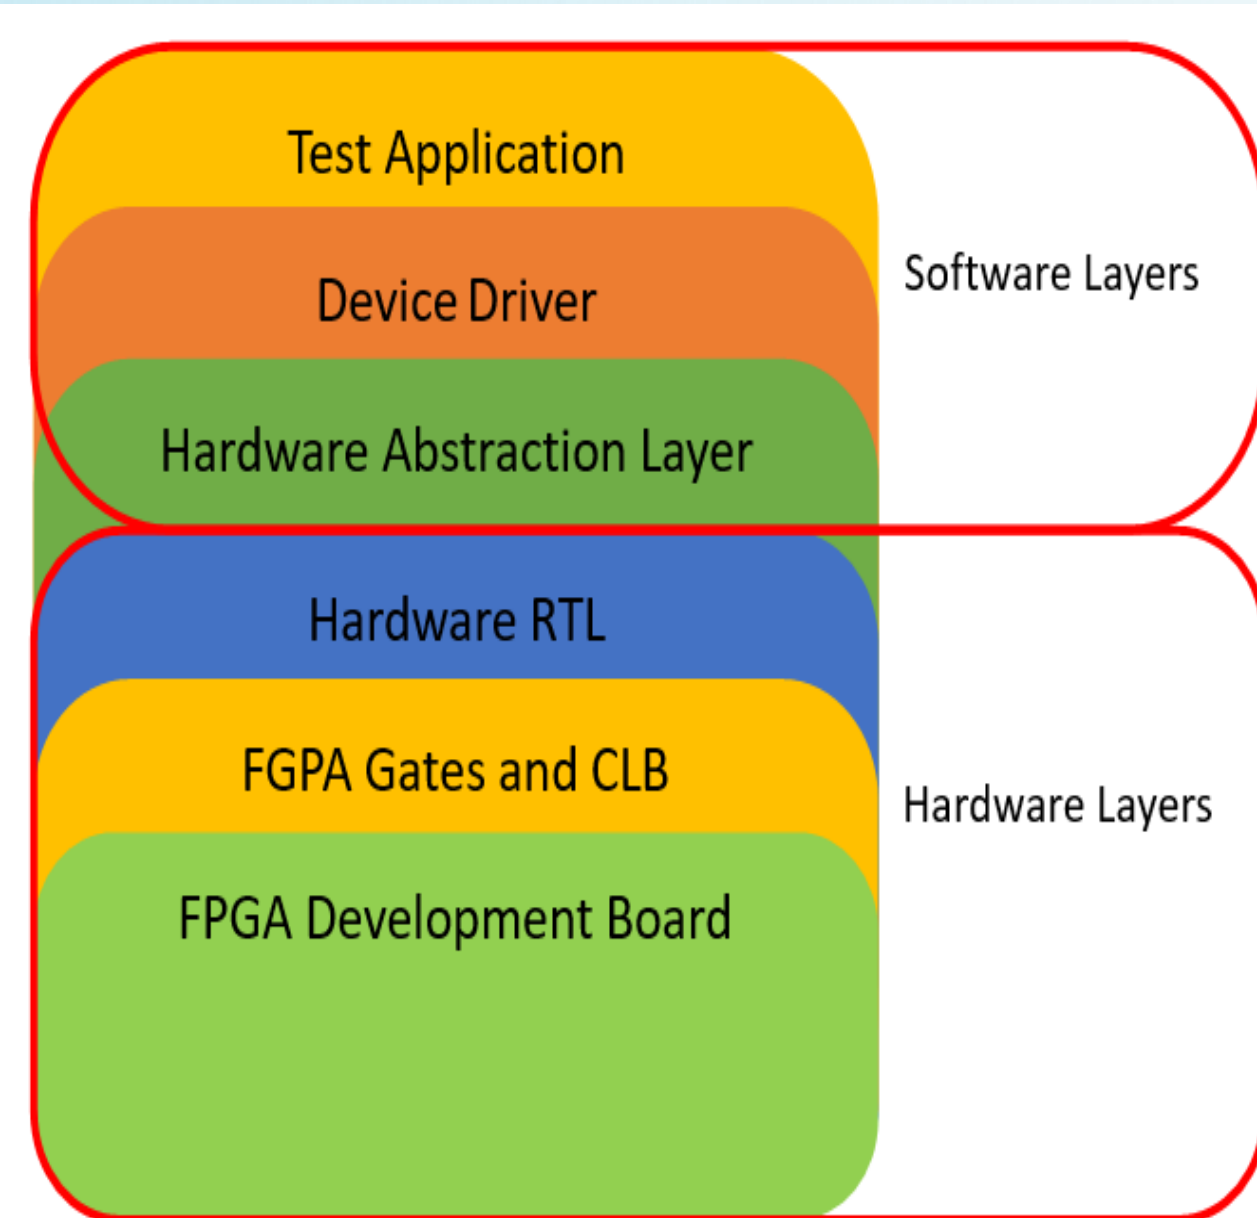 Test Application
Device Driver
Software Layers
Hardware Abstraction Layer
Hardware RTL
FGPA Gates and CLB
Hardware Layers
FPGA Development Board